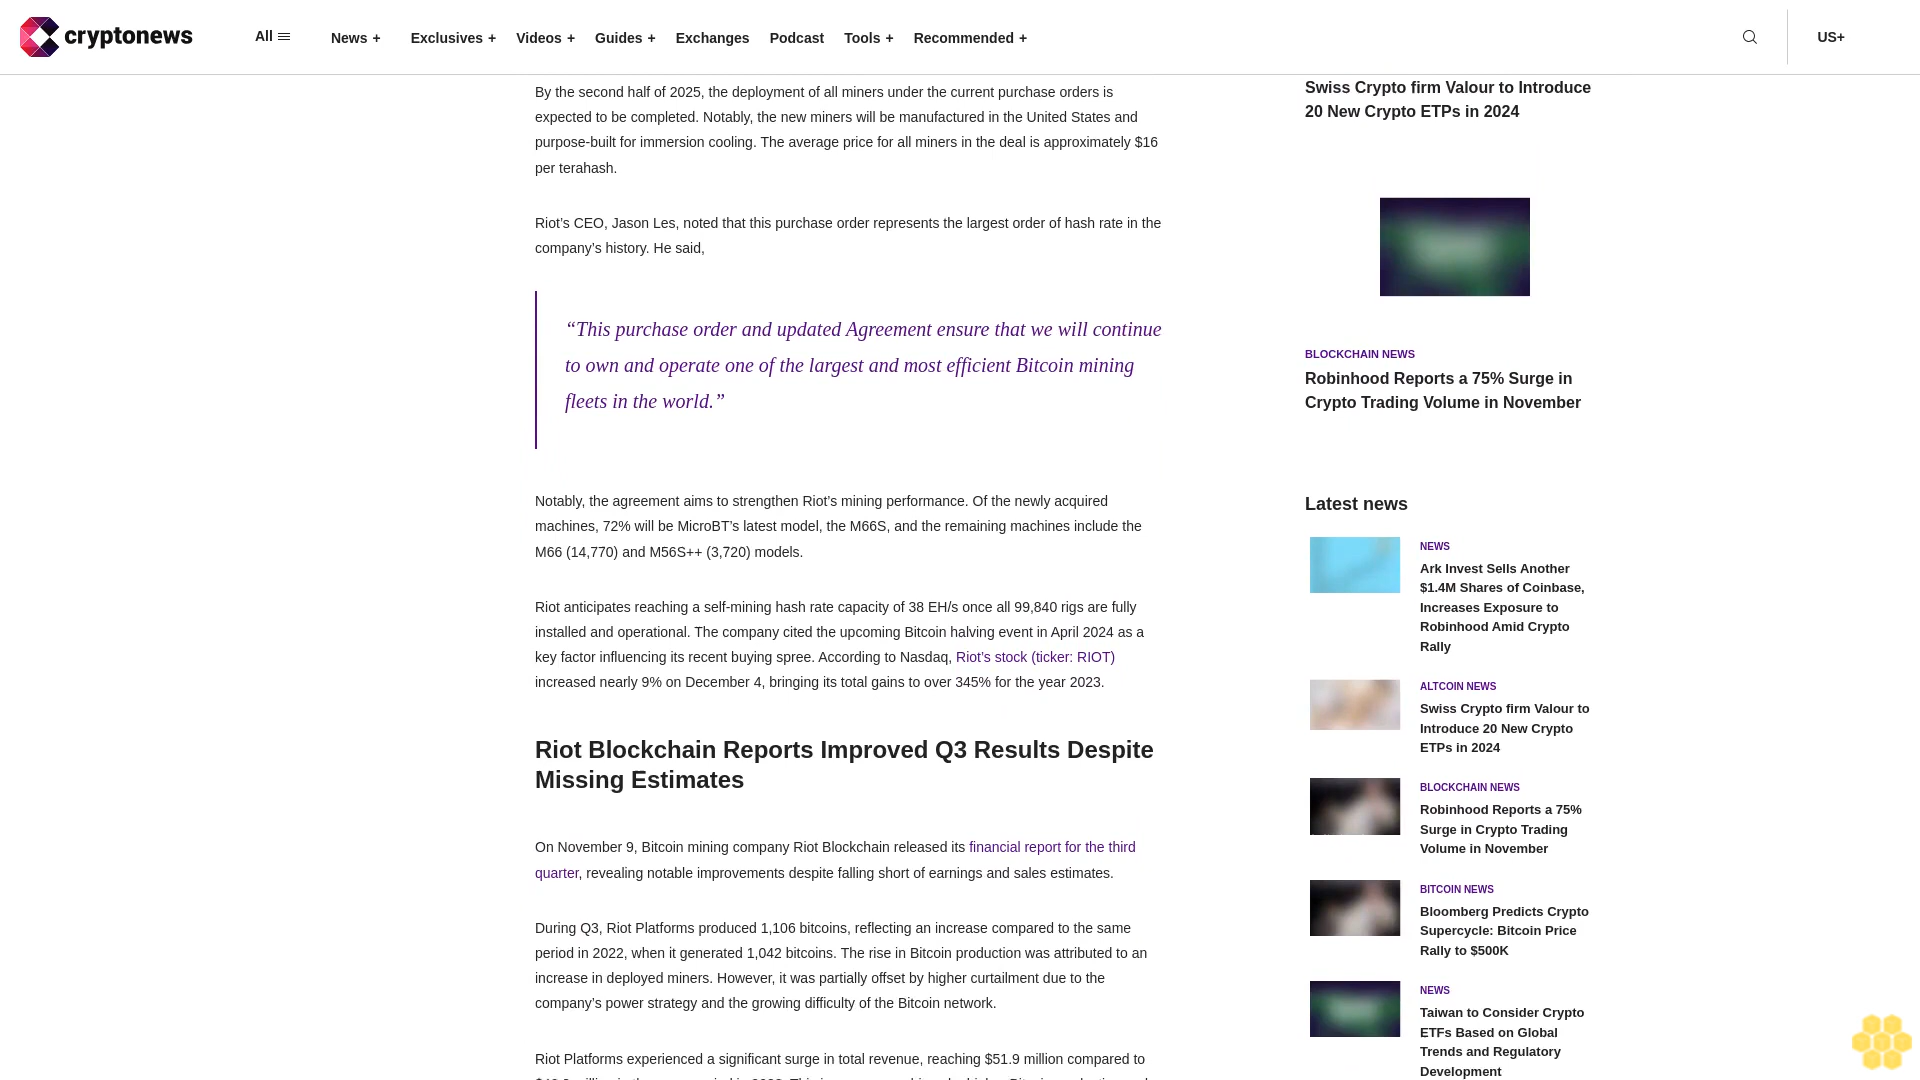 cryptonews
All
News +
Exclusives +
Videos +
Guides +
Exchanges
Podcast
Tools +
Recommended +
US+
By the second half of 2025, the deployment of all miners under the current purchase orders is
expected to be completed. Notably, the new miners will be manufactured in the United States and
purpose-built for immersion cooling. The average price for all miners in the deal is approximately $16
per terahash.
Riot’s CEO, Jason Les, noted that this purchase order represents the largest order of hash rate in the
company’s history. He said,
“This purchase order and updated Agreement ensure that we will continue
to own and operate one of the largest and most efficient Bitcoin mining
fleets in the world.”
Notably, the agreement aims to strengthen Riot’s mining performance. Of the newly acquired
machines, 72% will be MicroBT’s latest model, the M66S, and the remaining machines include the
M66 (14,770) and M56S++ (3,720) models.
Riot anticipates reaching a self-mining hash rate capacity of 38 EH/s once all 99,840 rigs are fully
installed and operational. The company cited the upcoming Bitcoin halving event in April 2024 as a
key factor influencing its recent buying spree. According to Nasdaq, Riot’s stock (ticker: RIOT)
increased nearly 9% on December 4, bringing its total gains to over 345% for the year 2023.
Riot Blockchain Reports Improved Q3 Results Despite
Missing Estimates
On November 9, Bitcoin mining company Riot Blockchain released its financial report for the third
quarter, revealing notable improvements despite falling short of earnings and sales estimates.
During Q3, Riot Platforms produced 1,106 bitcoins, reflecting an increase compared to the same
period in 2022, when it generated 1,042 bitcoins. The rise in Bitcoin production was attributed to an
increase in deployed miners. However, it was partially offset by higher curtailment due to the
company’s power strategy and the growing difficulty of the Bitcoin network.
Riot Platforms experienced a significant surge in total revenue, reaching $51.9 million compared to
Swiss Crypto firm Valour to Introduce
20 New Crypto ETPs in 2024
BLOCKCHAIN NEWS
Robinhood Reports a 75% Surge in
Crypto Trading Volume in November
Latest news
NEWS
Ark Invest Sells Another
$1.4M Shares of Coinbase,
Increases Exposure to
Robinhood Amid Crypto
Rally
ALTCOIN NEWS
Swiss Crypto firm Valour to
Introduce 20 New Crypto
ETPs in 2024
BLOCKCHAIN NEWS
Robinhood Reports a 75%
Surge in Crypto Trading
Volume in November
BITCOIN NEWS
Bloomberg Predicts Crypto
Supercycle: Bitcoin Price
Rally to $500K
NEWS
Taiwan to Consider Crypto
ETFs Based on Global
Trends and Regulatory
Development